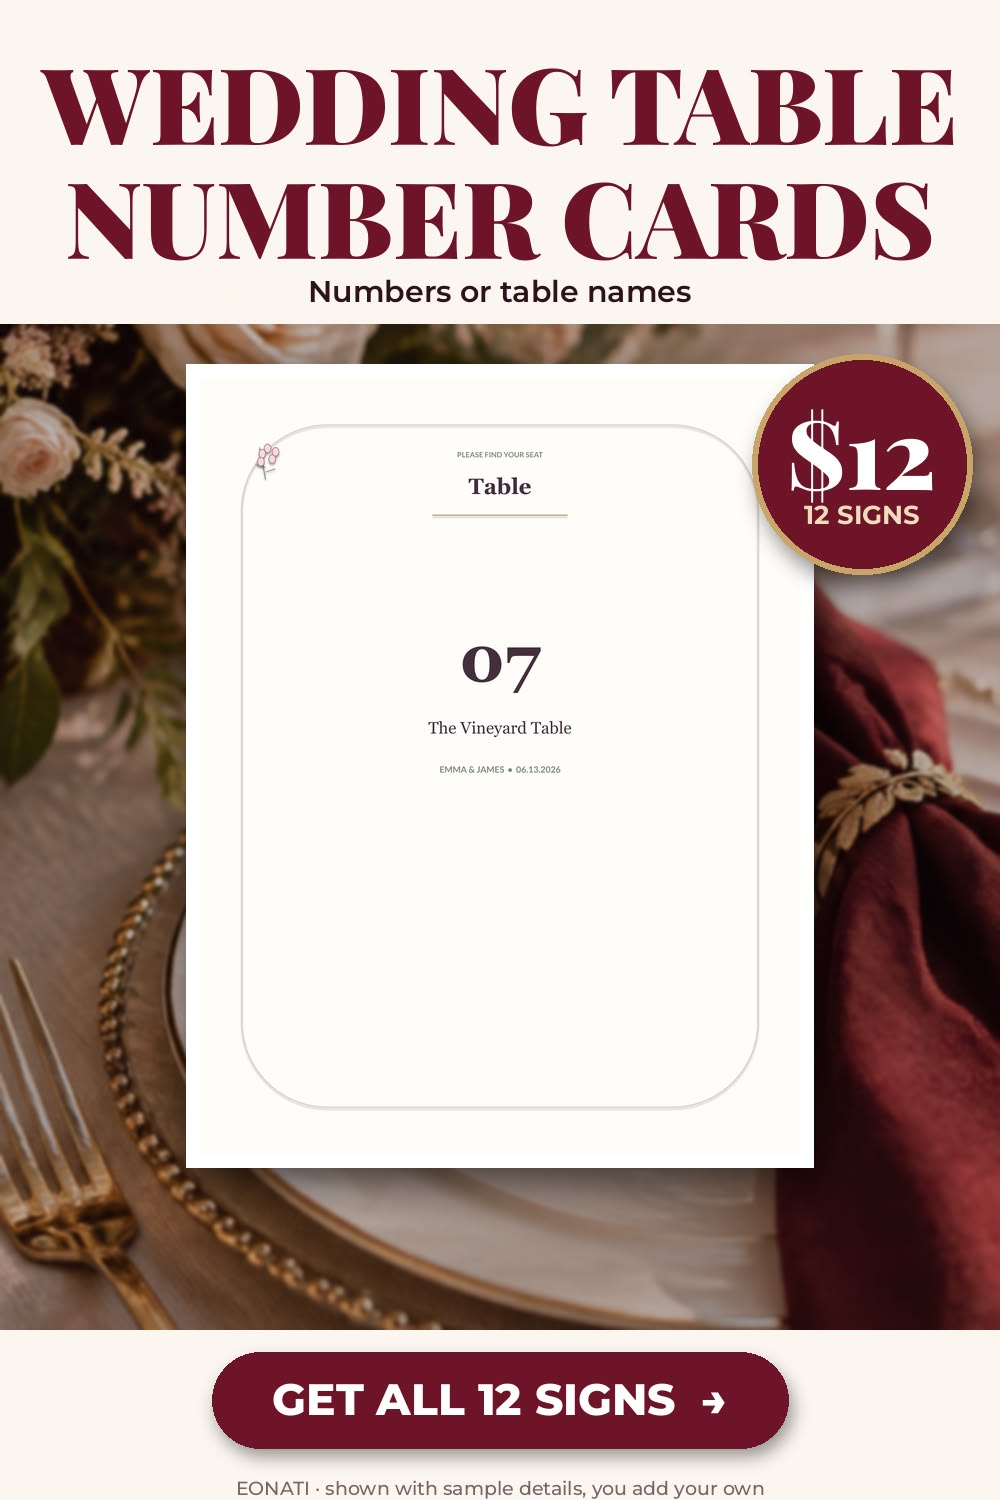 WEDDING TABLE
NUMBER CARDS
Numbers or table names
$12
12 SIGNS
PLEASE FIND YOUR SEAT
Table
07
The Vineyard Table
EMMA & JAMES • 06.13.2026
GET ALL 12 SIGNS →
EONATI · shown with sample details, you add your own